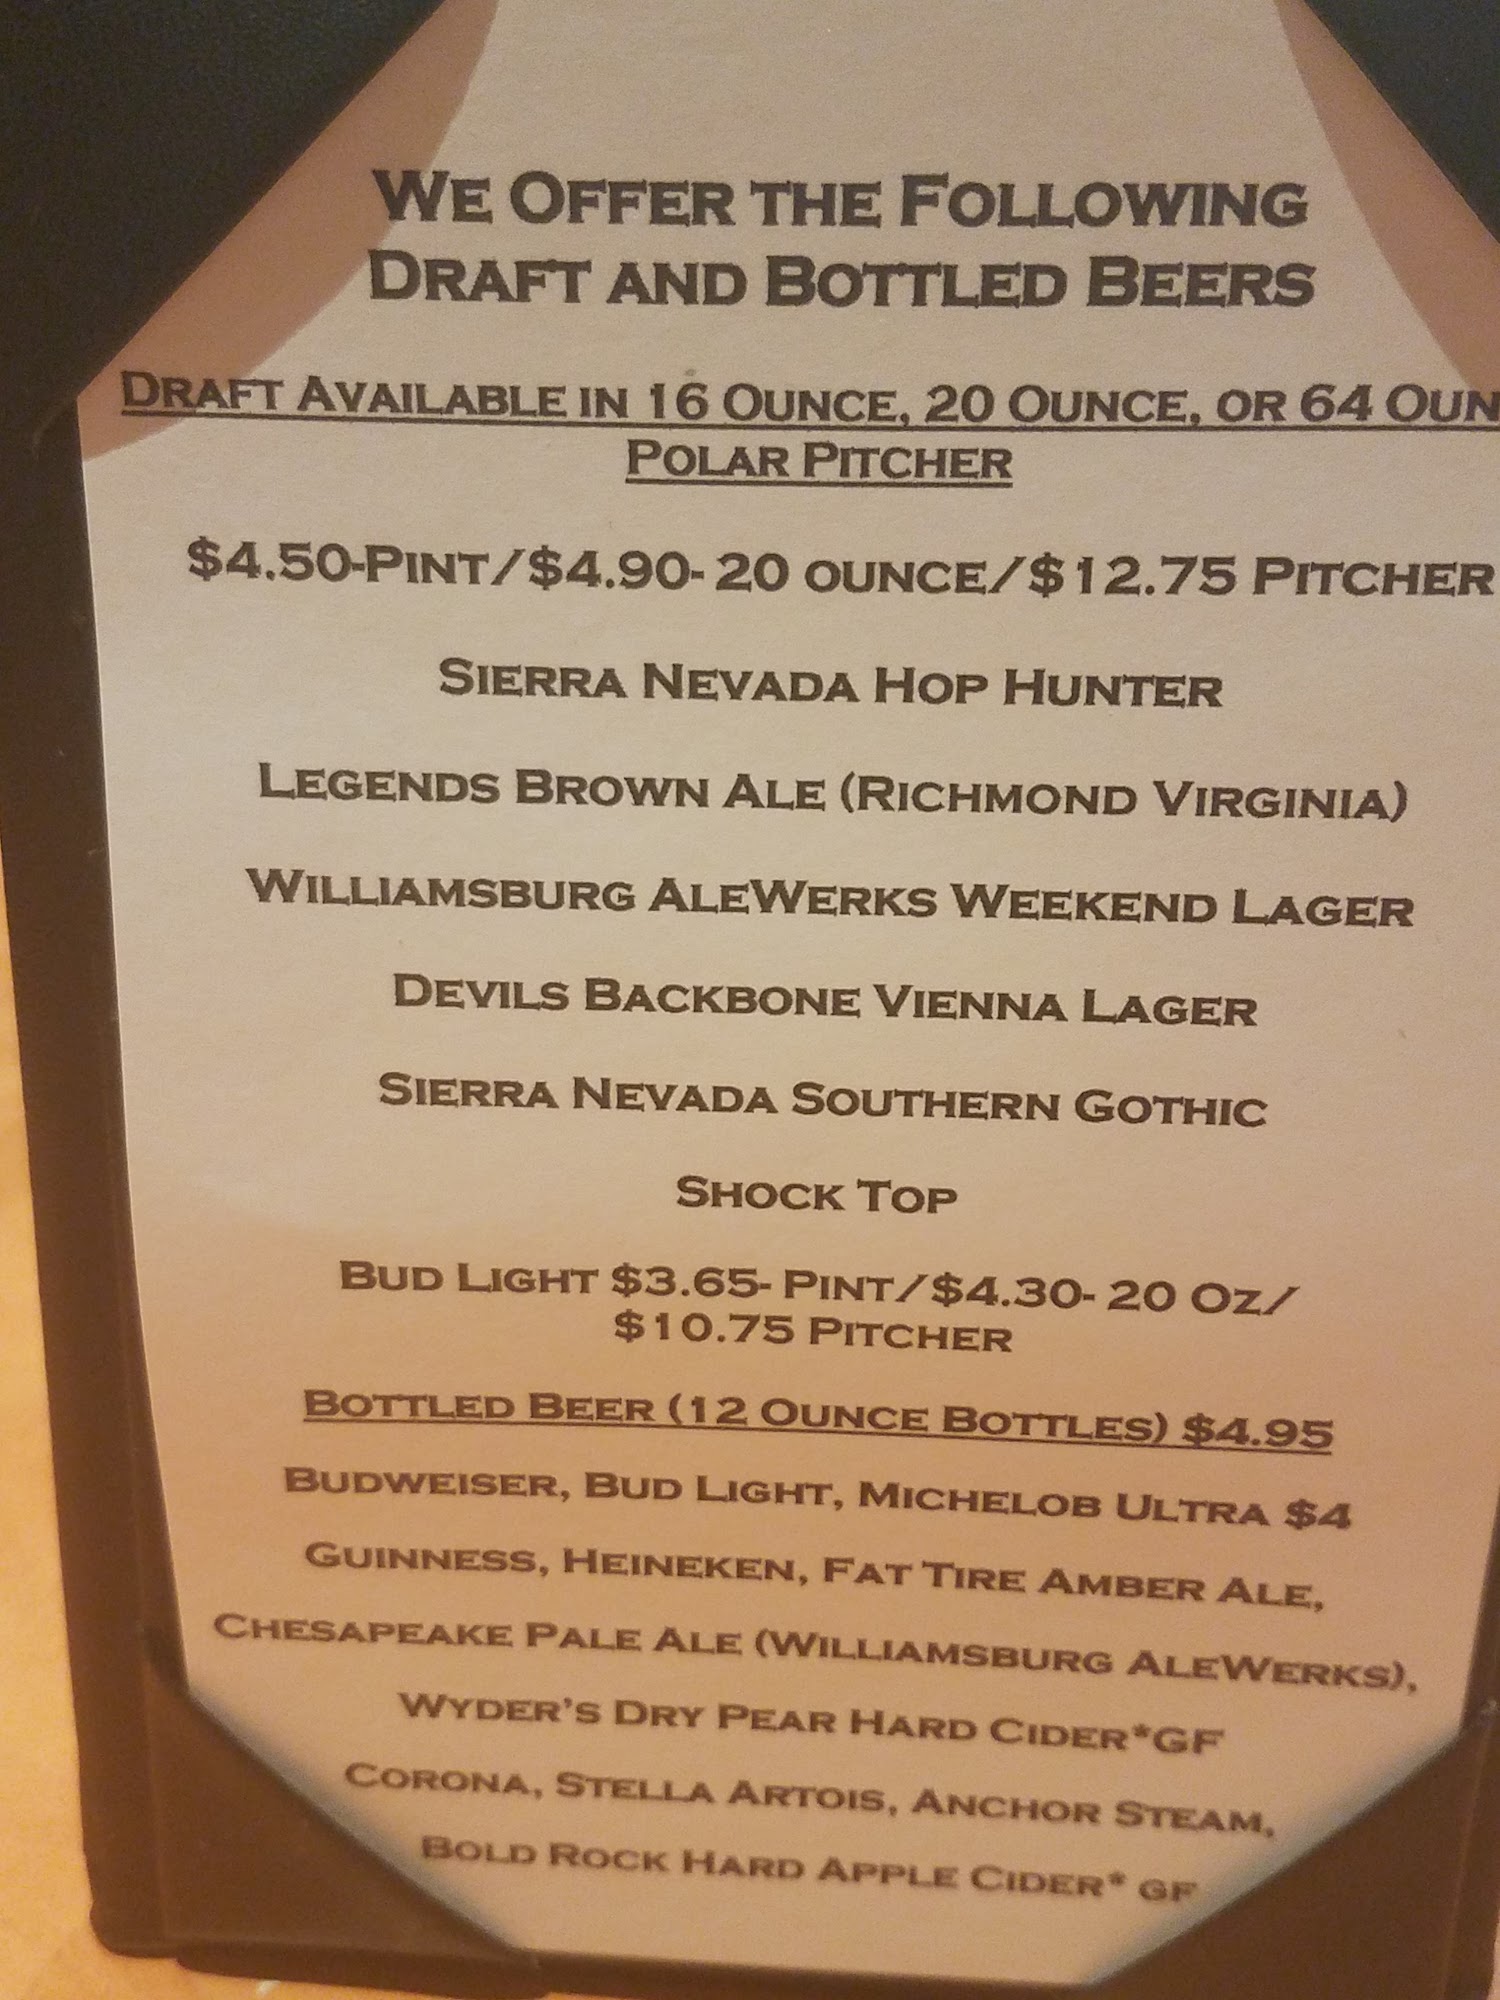 We Offer the Following
Draft and Bottled Beers
Draft Available in 16 Ounce, 20 Ounce, or 64 Oun
Polar Pitcher
$4.50-Pint/$4.90- 20 ounce/$12.75 Pitcher
Sierra Nevada Hop Hunter
Legends Brown Ale (Richmond Virginia)
Williamsburg AleWerks Weekend Lager
Devils Backbone Vienna Lager
Sierra Nevada Southern Gothic
Shock Top
Bud Light $3.65- Pint/$4.30- 20 Oz/
$10.75 Pitcher
Bottled Beer (12 Ounce Bottles) $4.95
Budweiser, Bud Light, Michelob Ultra $4
Guinness, Heineken, Fat Tire Amber Ale,
Chesapeake Pale Ale (Williamsburg AleWerks),
Wyder's Dry Pear Hard Cider*GF
Corona, Stella Artois, Anchor Steam,
Bold Rock Hard Apple Cider* GF